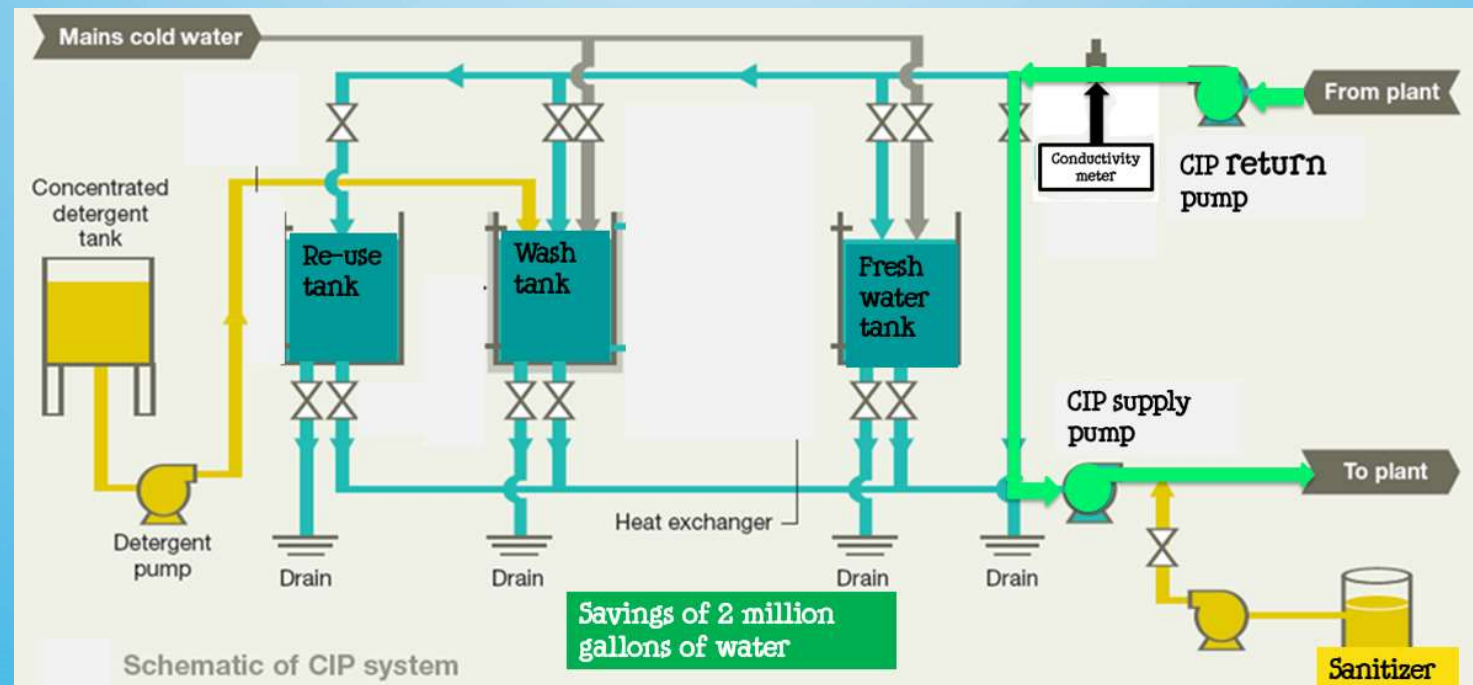 Mains cold water
From plant
Conductivity
meter
CIP return
pump
Concentrated
detergent
tank
Re-use
tank
Wash
tank
Fresh
water
tank
CIP supply
pump
To plant
Heat exchanger
Detergent
pump
Drain
Drain
Drain
Drain
Savings of 2 million
gallons of water
Schematic of CIP system
Sanitizer